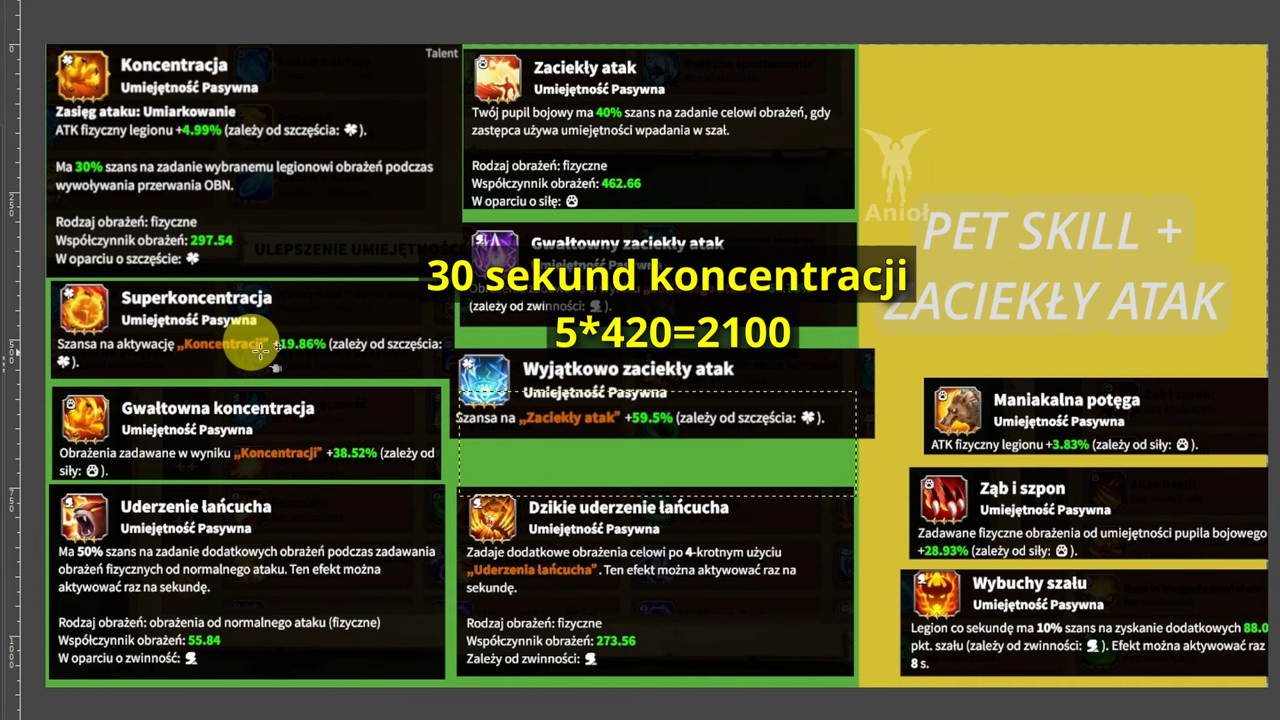 Talent
Koncentracja
Umiejętność Pasywna
Zasięg ataku: Umiarkowanie
ATK fizyczny legionu +4.99% (zależy od szczęścia: ).
Ma 30% szans na zadanie wybranemu legionowi obrażeń podczas
wywoływania przerwania OBN.
Rodzaj obrażeń: fizyczne
Współczynnik obrażeń: 297.54
W oparciu o szczęście:
ULEPSZENIE UMIEJĘTNOŚCI
Superkoncentracja
Umiejętność Pasywna
Szansa na aktywację „Koncentracji” +19.86% (zależy od szczęścia:
).
Gwałtowna koncentracja
Umiejętność Pasywna
Obrażenia zadawane w wyniku „Koncentracji” +38.52% (zależy od
siły: ).
Uderzenie łańcucha
Umiejętność Pasywna
Ma 50% szans na zadanie dodatkowych obrażeń podczas zadawania
obrażeń fizycznych od normalnego ataku. Ten efekt można
aktywować raz na sekundę.
Rodzaj obrażeń: obrażenia od normalnego ataku (fizyczne)
Współczynnik obrażeń: 55.84
W oparciu o zwinność:
Zaciekły atak
Umiejętność Pasywna
Twój pupil bojowy ma 40% szans na zadanie celowi obrażeń, gdy
zastępca używa umiejętności wpadania w szał.
Rodzaj obrażeń: fizyczne
Współczynnik obrażeń: 462.66
W oparciu o siłę:
Gwałtowny zaciekły atak
(zależy od zwinności: ).
30 sekund koncentracji
5*420=2100
Wyjątkowo zaciekły atak
Umiejętność Pasywna
Szansa na „Zaciekły atak” +59.5% (zależy od szczęścia: ).
Dzikie uderzenie łańcucha
Umiejętność Pasywna
Zadaje dodatkowe obrażenia celowi po 4-krotnym użyciu
„Uderzenia łańcucha”. Ten efekt można aktywować raz na
sekundę.
Rodzaj obrażeń: fizyczne
Współczynnik obrażeń: 273.56
Zależy od zwinności:
Anioł
PET SKILL +
ZACIEKŁY ATAK
Maniakalna potęga
Umiejętność Pasywna
ATK fizyczny legionu +3.83% (zależy od siły: ).
Ząb i szpon
Umiejętność Pasywna
Zadawane fizyczne obrażenia od umiejętności pupila bojowego
+28.93% (zależy od siły: ).
Wybuchy szału
Umiejętność Pasywna
Legion co sekundę ma 10% szans na zyskanie dodatkowych 88.0
pkt. szału (zależy od zwinności: ). Efekt można aktywować raz
8 s.